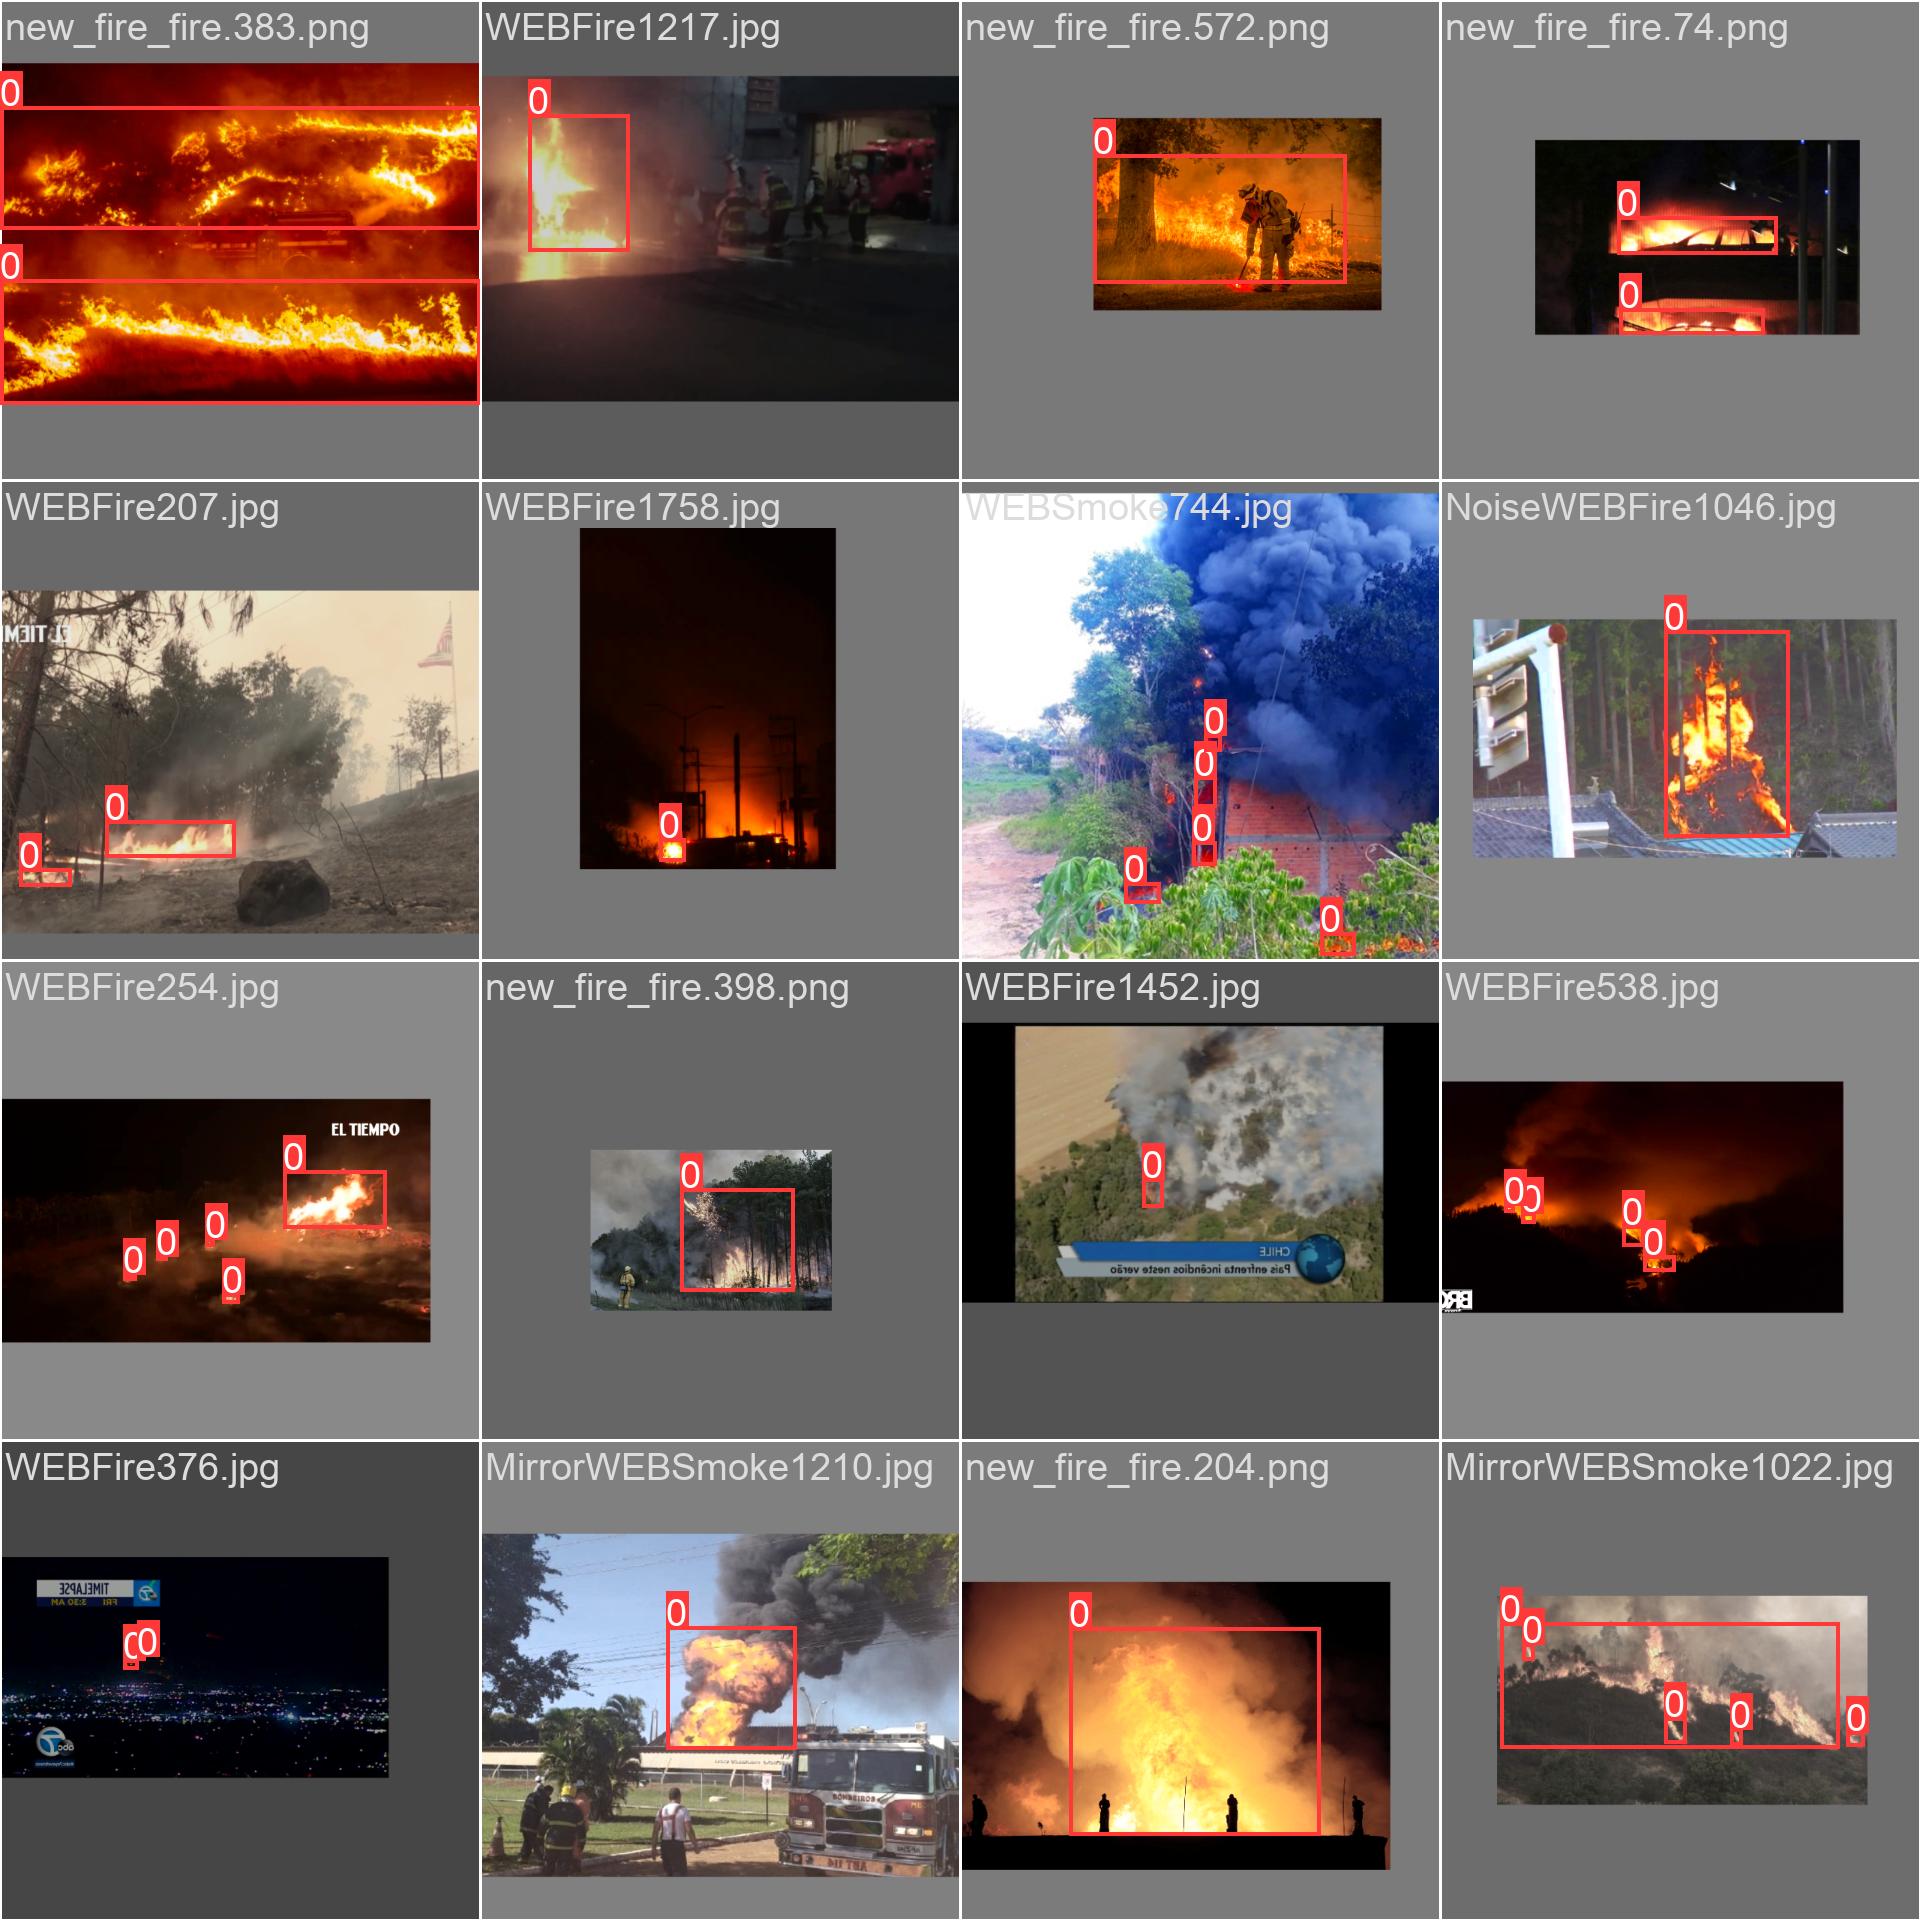 new_fire_fire.383.png
WEBFire1217.jpg
new_fire_fire.572.png
new_fire_fire.74.png
0
0
0
0
0
0
WEBFire207.jpg
WEBFire1758.jpg
WEBSmoke744.jpg
NoiseWEBFire1046.jpg
EL TIEM
0
0
0
0
0
0
0
0
0
WEBFire254.jpg
new_fire_fire.398.png
WEBFire1452.jpg
WEBFire538.jpg
EL TIEMPO
0
0
0
0
0
0
0
0
0
0
0
CHILE
País enfrenta incêndios neste verão
WEBFire376.jpg
MirrorWEBSmoke1210.jpg
new_fire_fire.204.png
MirrorWEBSmoke1022.jpg
TIMELAPSE
FRI 3:30 AM
7
abc
0
0
0
0
0
0
0
0
0
BOMBEIROS